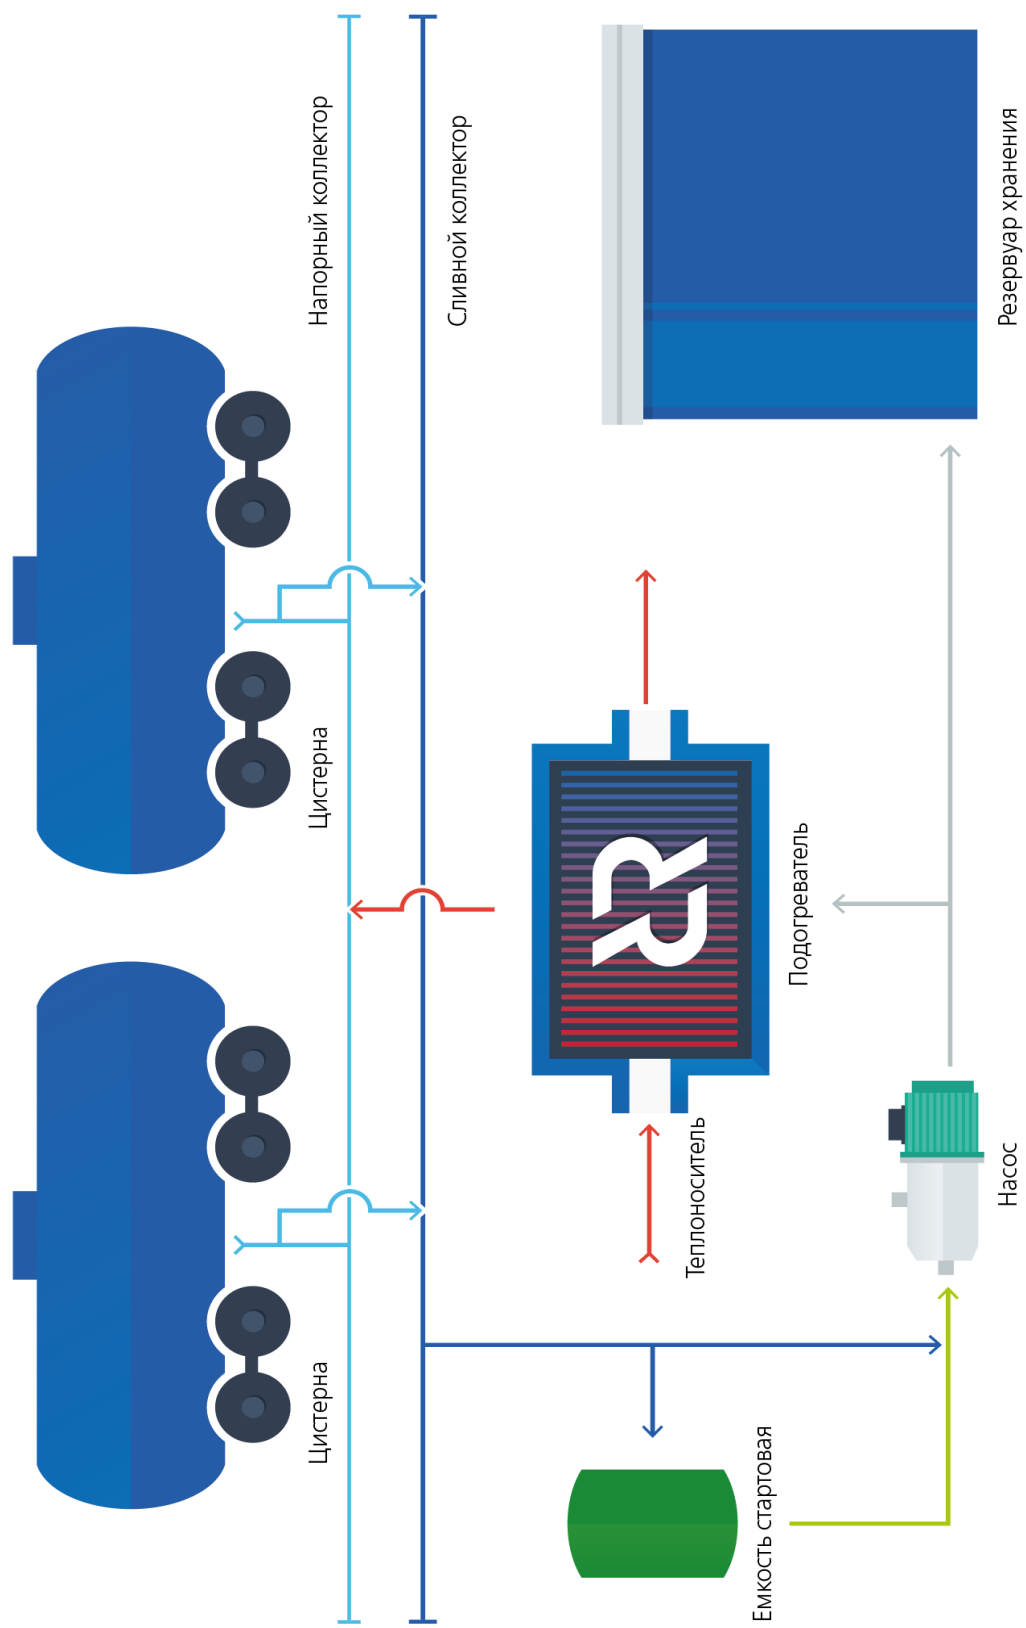 Цистерна
Цистерна
Напорный коллектор
Сливной коллектор
Емкость стартовая
Теплоноситель
Подогреватель
Насос
Резервуар хранения